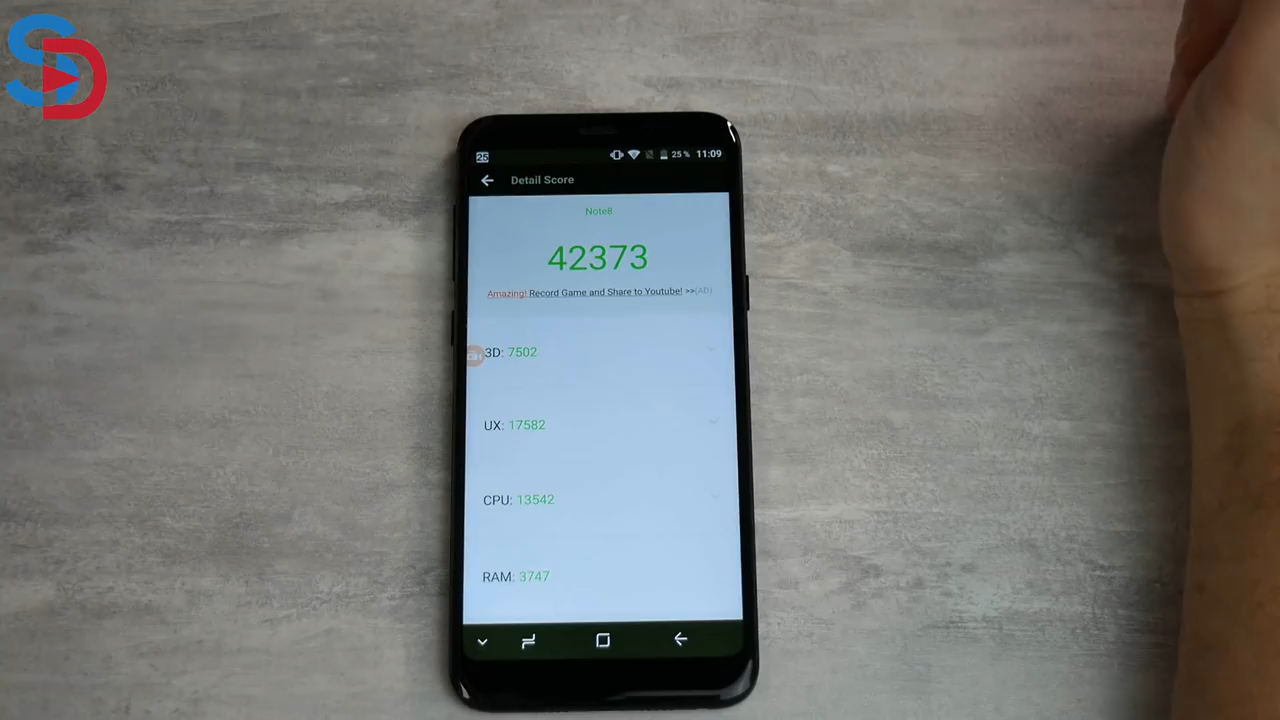 SD
25
25% 11:09
Detail Score
Note8
42373
Amazing! Record Game and Share to Youtube! >>(AD)
3D: 7502
UX: 17582
CPU: 13542
RAM: 3747